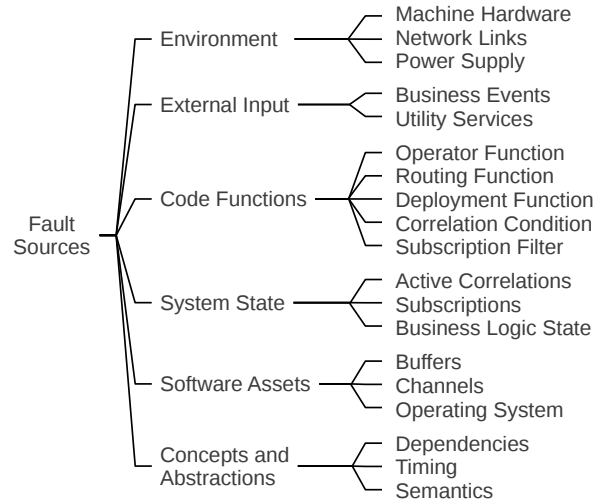 Fault
Sources
Environment
Machine Hardware
Network Links
Power Supply
External Input
Business Events
Utility Services
Code Functions
Operator Function
Routing Function
Deployment Function
Correlation Condition
Subscription Filter
System State
Active Correlations
Subscriptions
Business Logic State
Software Assets
Buffers
Channels
Operating System
Concepts and
Abstractions
Dependencies
Timing
Semantics